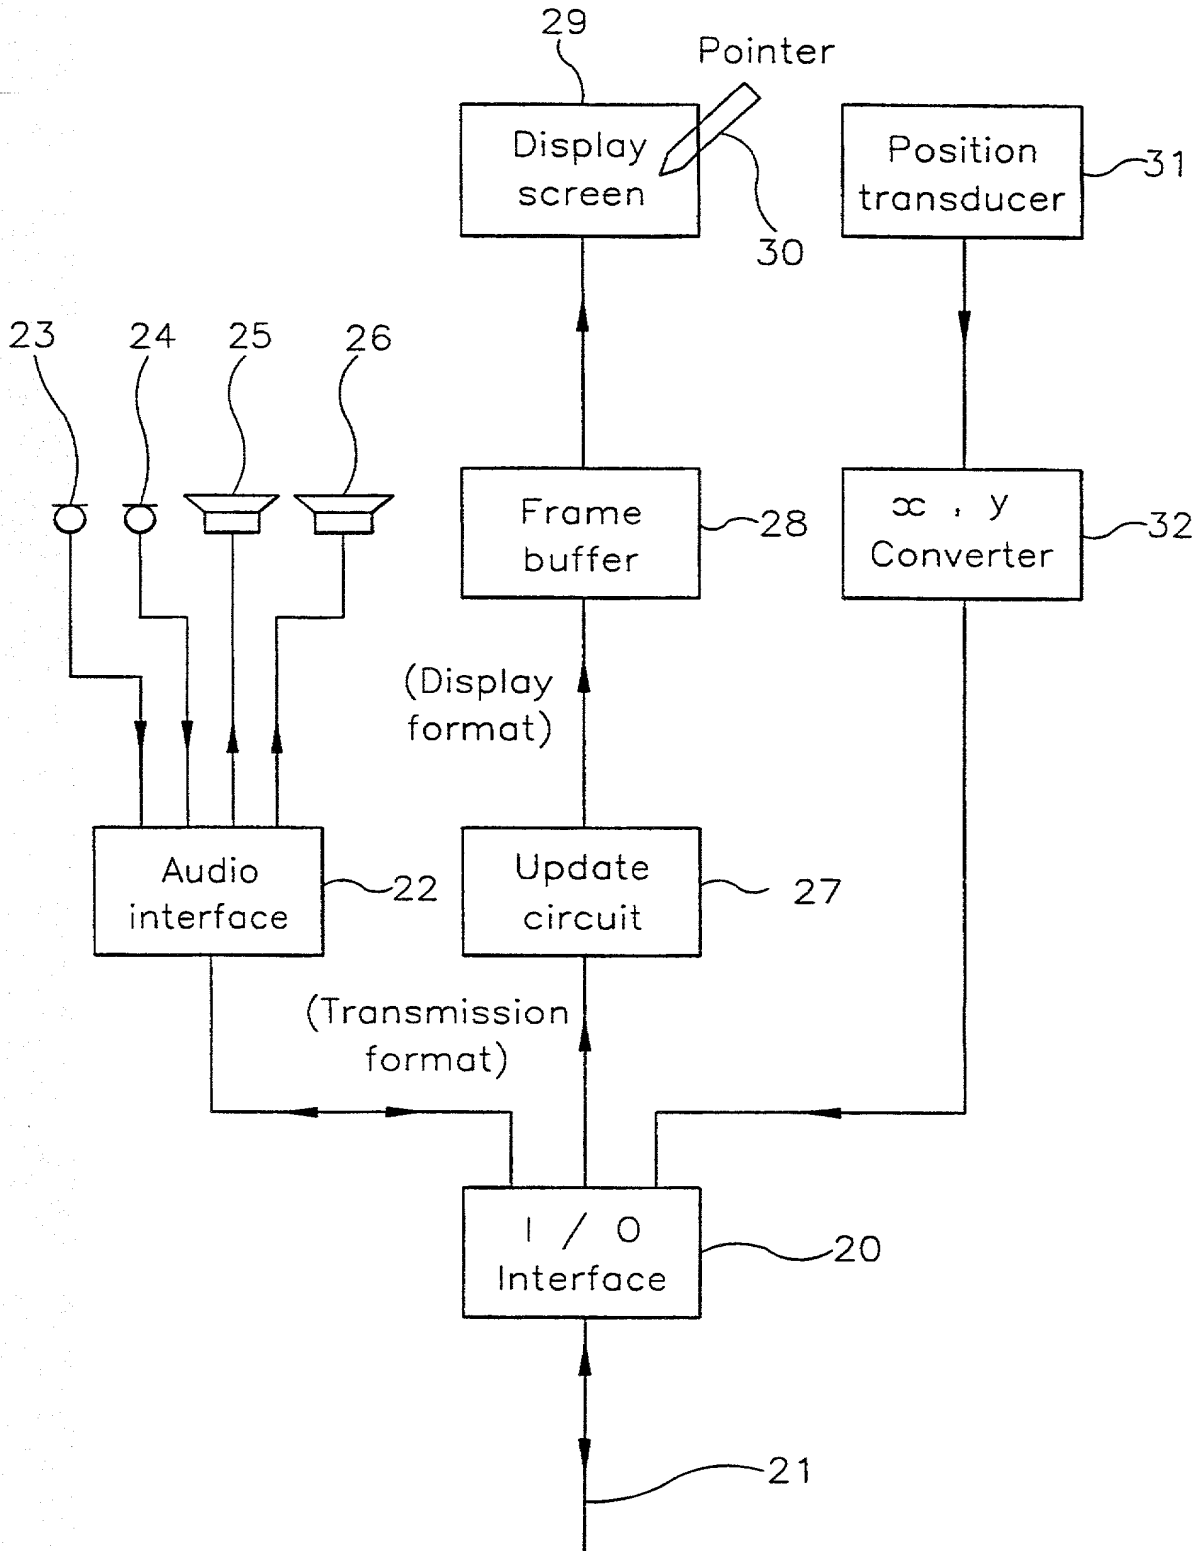 29
Pointer
Display
screen
30
Position
transducer
31
23
24
25
26
Frame
buffer
28
x , y
Converter
32
(Display
format)
Audio
interface
22
Update
circuit
27
(Transmission
format)
I / O
Interface
20
21